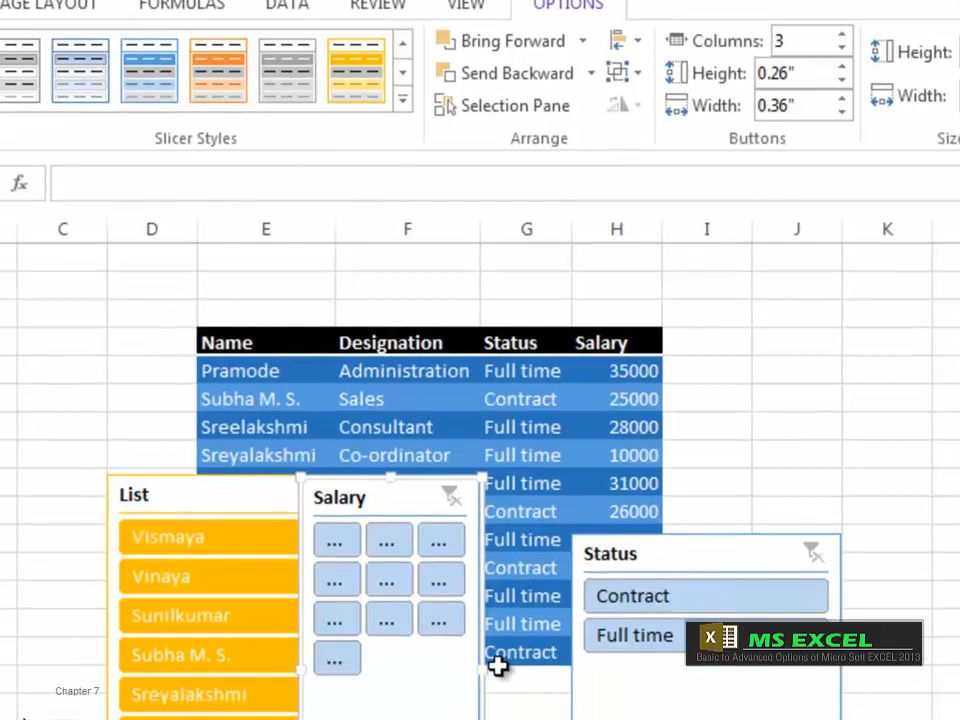 AGE LAYOUT FORMULAS DATA REVIEW VIEW OPTIONS
Bring Forward Columns: 3 Height:
Send Backward Height: 0.26"
Selection Pane Width: 0.36" Width:
Slicer Styles Arrange Buttons Siz
fx
C D E F G H I J K
Name Designation Status Salary
Pramode Administration Full time 35000
Subha M. S. Sales Contract 25000
Sreelakshmi Consultant Full time 28000
Sreyalakshmi Co-ordinator Full time 10000
Full time 31000
Contract 26000
Full time
Contract
Full time
Full time
Contract
List
Vismaya
Vinaya
Sunilkumar
Subha M. S.
Sreyalakshmi
Salary
... ... ...
... ... ...
... ... ...
...
Status
Contract
Full time
X MS EXCEL
Basic to Advanced Options of Micro Soft EXCEL 2013
Chapter 7